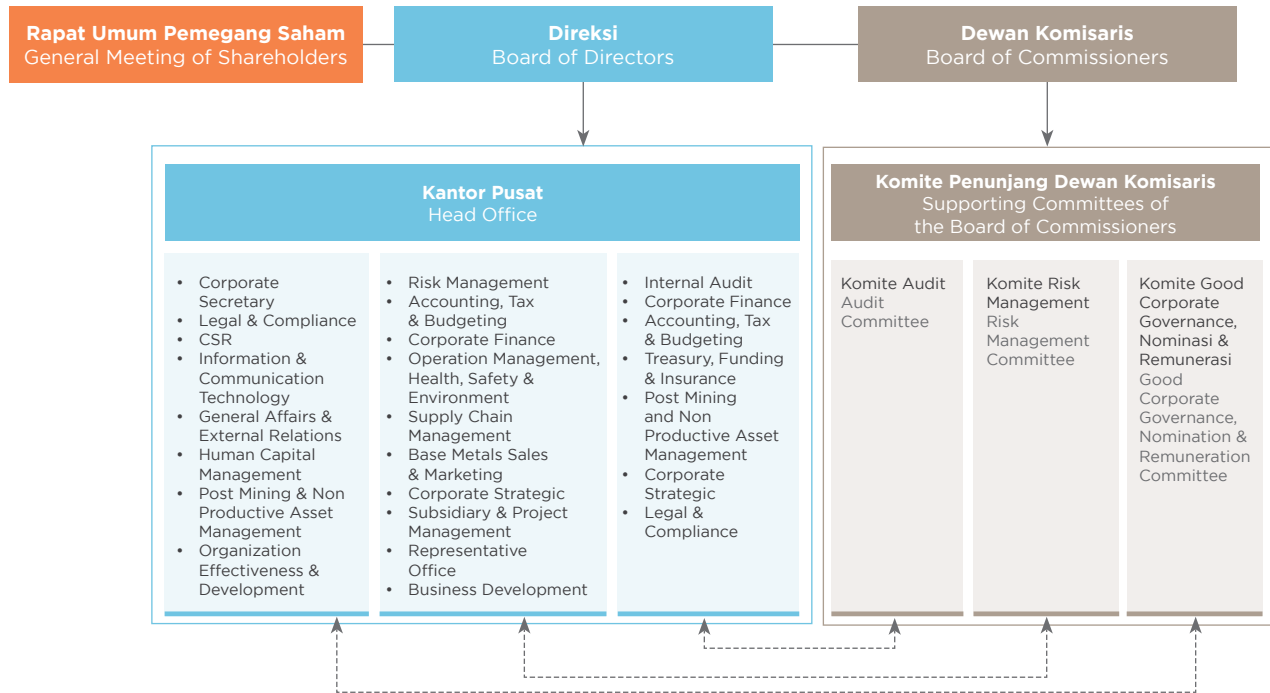 Rapat Umum Pemegang Saham
General Meeting of Shareholders
Direksi
Board of Directors
Dewan Komisaris
Board of Commissioners
Kantor Pusat
Head Office
• Corporate
Secretary
• Legal & Compliance
• CSR
• Information &
Communication
Technology
• General Affairs &
External Relations
• Human Capital
Management
• Post Mining & Non
Productive Asset
Management
• Organization
Effectiveness &
Development
• Risk Management
• Accounting, Tax
& Budgeting
• Corporate Finance
• Operation Management,
Health, Safety &
Environment
• Supply Chain
Management
• Base Metals Sales
& Marketing
• Corporate Strategic
• Subsidiary & Project
Management
• Representative
Office
• Business Development
• Internal Audit
• Corporate Finance
• Accounting, Tax
& Budgeting
• Treasury, Funding
& Insurance
• Post Mining
and Non
Productive Asset
Management
• Corporate
Strategic
• Legal &
Compliance
Komite Penunjang Dewan Komisaris
Supporting Committees of
the Board of Commissioners
Komite Audit
Audit
Committee
Komite Risk
Management
Risk
Management
Committee
Komite Good
Corporate
Governance,
Nominasi &
Remunerasi
Good
Corporate
Governance,
Nomination &
Remuneration
Committee